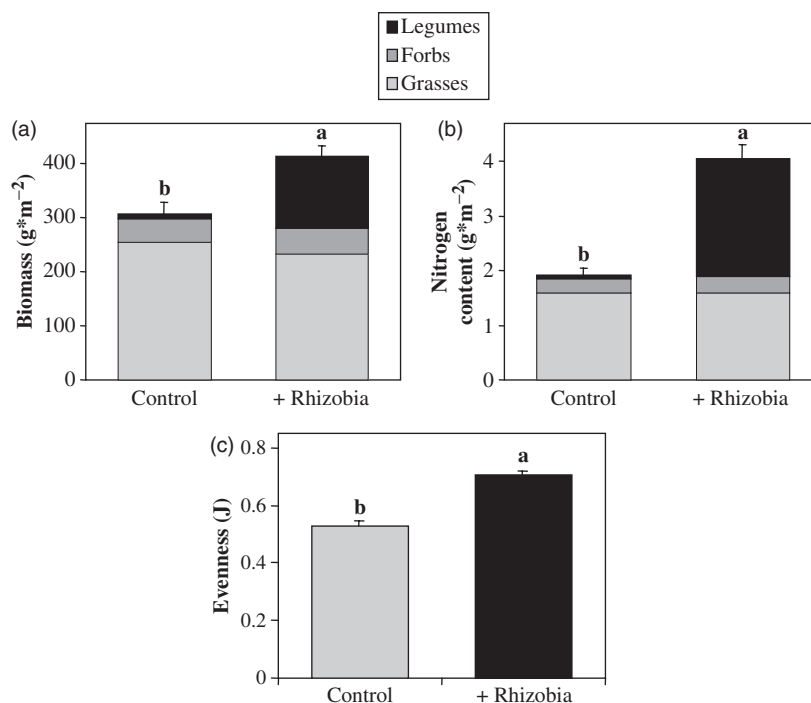 Legumes
Forbs
Grasses
(a)
Biomass (g*m⁻²)
400
300
200
100
0
b
a
Control
+ Rhizobia
(b)
Nitrogen
content (g*m⁻²)
4
3
2
1
0
b
a
Control
+ Rhizobia
(c)
Evenness (J)
0.8
0.6
0.4
0.2
0
b
a
Control
+ Rhizobia